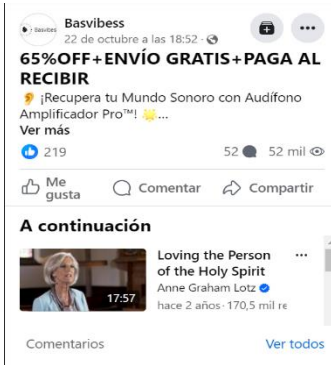 Basvibess
22 de octubre a las 18:52 ·
65%OFF+ENVÍO GRATIS+PAGA AL
RECIBIR
👂 ¡Recupera tu Mundo Sonoro con Audífono
Amplificador Pro™! 🌟...
Ver más
219
52
52 mil
Me
gusta
Comentar
Compartir
A continuación
Loving the Person
of the Holy Spirit
Anne Graham Lotz
hace 2 años · 170,5 mil re
17:57
Comentarios
Ver todos